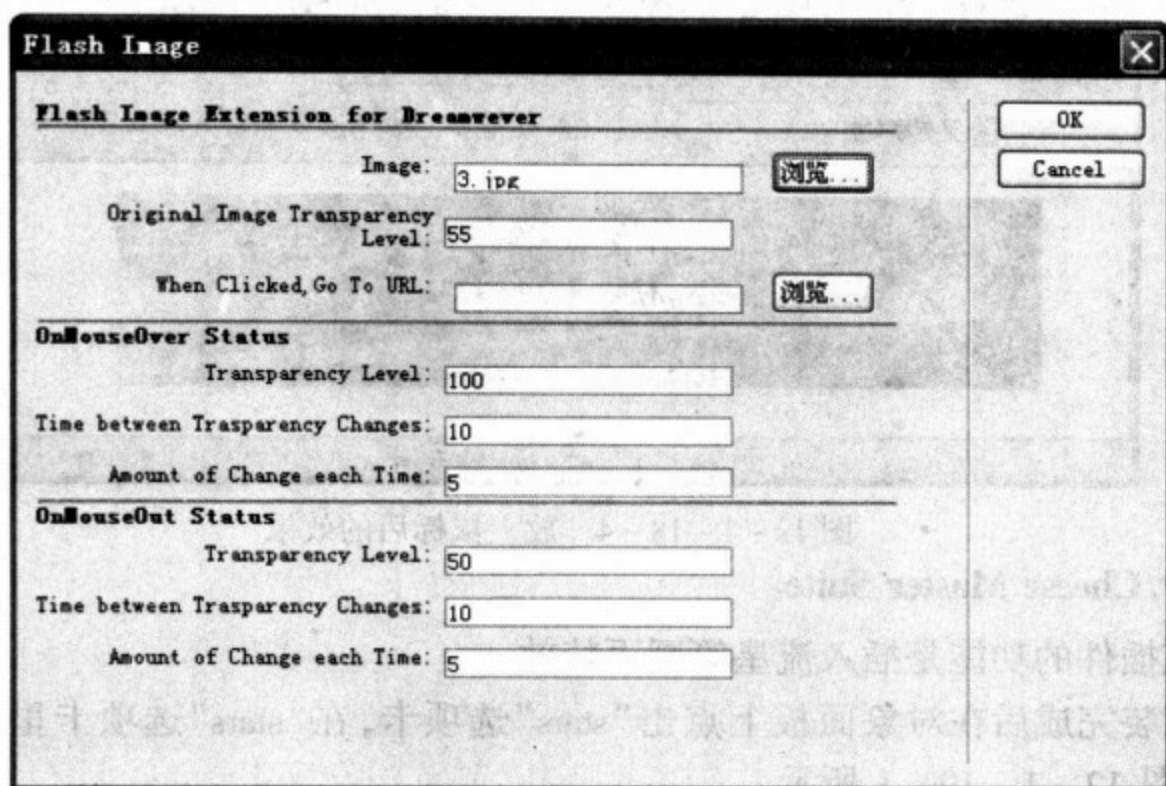 Flash Image
Flash Image Extension for Dreamwever
OK
Cancel
Image:
3.jpg
浏览...
Original Image Transparency
Level:
55
When Clicked,Go To URL:
浏览...
OnMouseOver Status
Transparency Level:
100
Time between Trasparency Changes:
10
Amount of Change each Time:
5
OnMouseOut Status
Transparency Level:
50
Time between Trasparency Changes:
10
Amount of Change each Time:
5